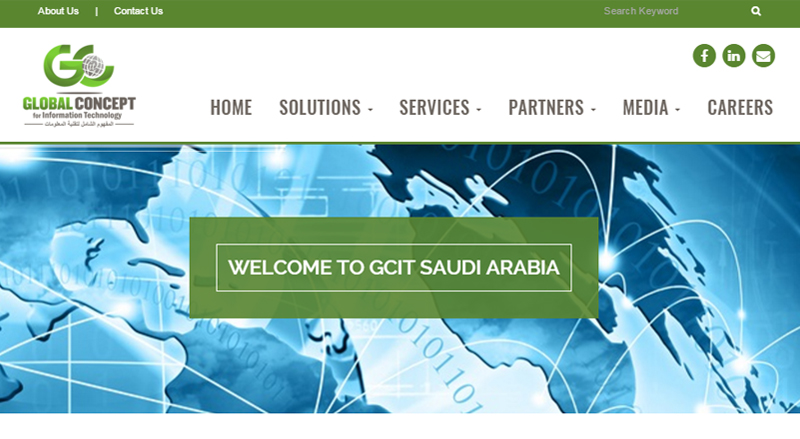 About Us | Contact Us
Search Keyword
GLOBAL CONCEPT
for Information Technology
المفهوم الشامل لتقنية المعلومات
HOME SOLUTIONS SERVICES PARTNERS MEDIA CAREERS
WELCOME TO GCIT SAUDI ARABIA